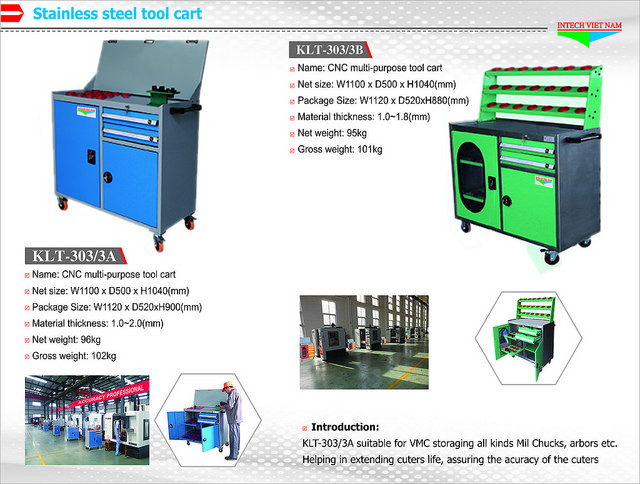 Stainless steel tool cart
INTECH VIET NAM
KLT-303/3B
Name: CNC multi-purpose tool cart
Net size: W1100 x D500 x H1040(mm)
Package Size: W1120 x D520xH880(mm)
Material thickness: 1.0~1.8(mm)
Net weight: 95kg
Gross weight: 101kg
KLT-303/3A
Name: CNC multi-purpose tool cart
Net size: W1100 x D500 x H1040(mm)
Package Size: W1120 x D520xH900(mm)
Material thickness: 1.0~2.0(mm)
Net weight: 96kg
Gross weight: 102kg
ACCURACY PROFESSIONAL
Introduction:
KLT-303/3A suitable for VMC storaging all kinds Mil Chucks, arbors etc.
Helping in extending cuters life, assuring the acuracy of the cuters